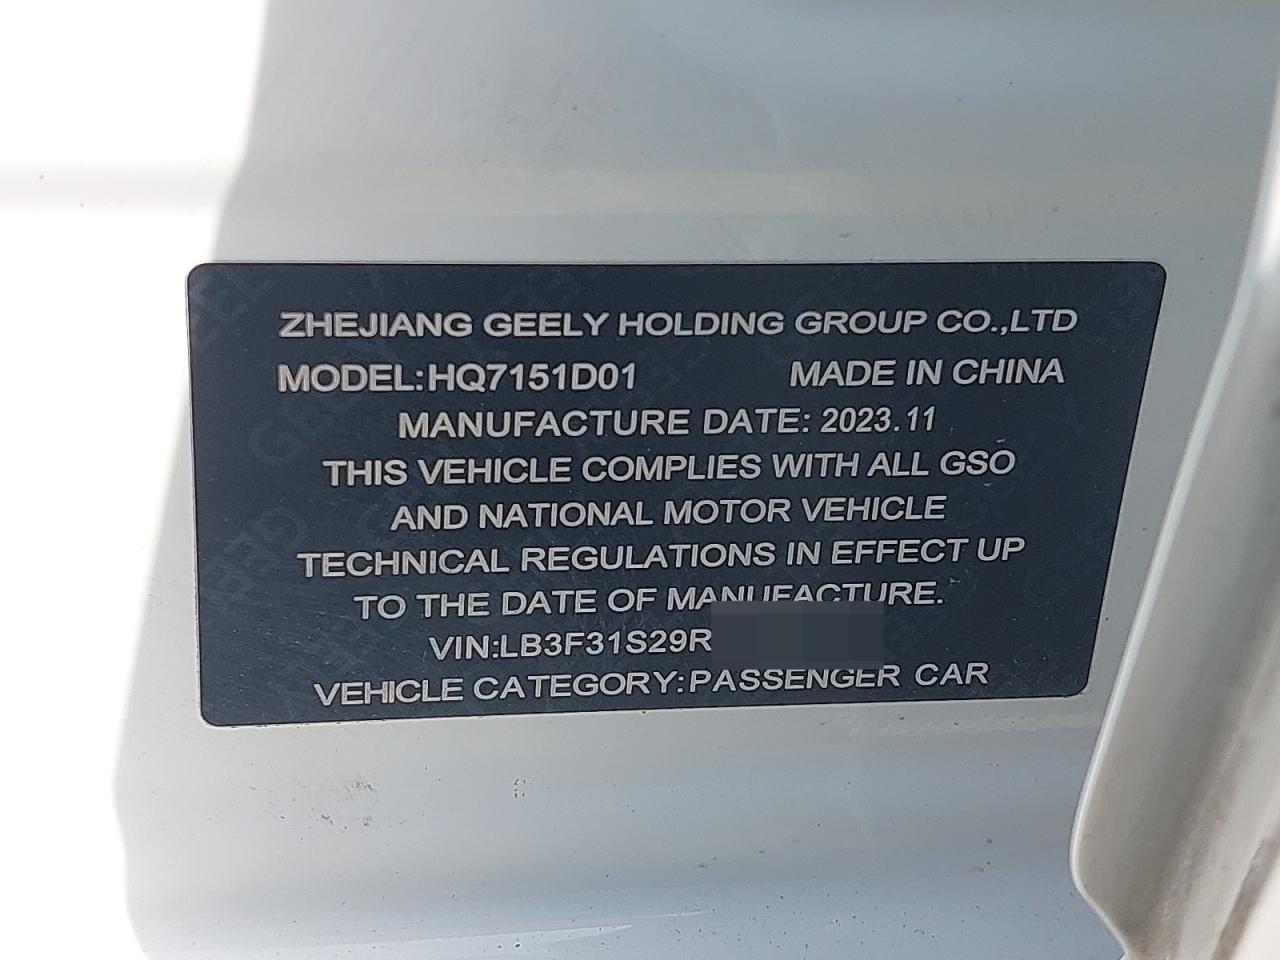 ZHEJIANG GEELY HOLDING GROUP CO.,LTD
MODEL:HQ7151D01 MADE IN CHINA
MANUFACTURE DATE: 2023.11
THIS VEHICLE COMPLIES WITH ALL GSO
AND NATIONAL MOTOR VEHICLE
TECHNICAL REGULATIONS IN EFFECT UP
TO THE DATE OF MANUFACTURE.
VIN:LB3F31S29R
VEHICLE CATEGORY:PASSENGER CAR